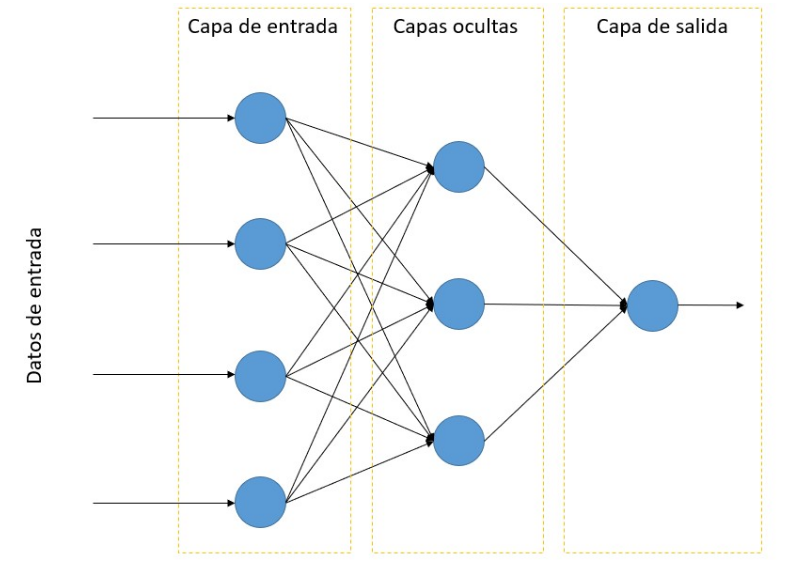 Capa de entrada
Capas ocultas
Capa de salida
Datos de entrada